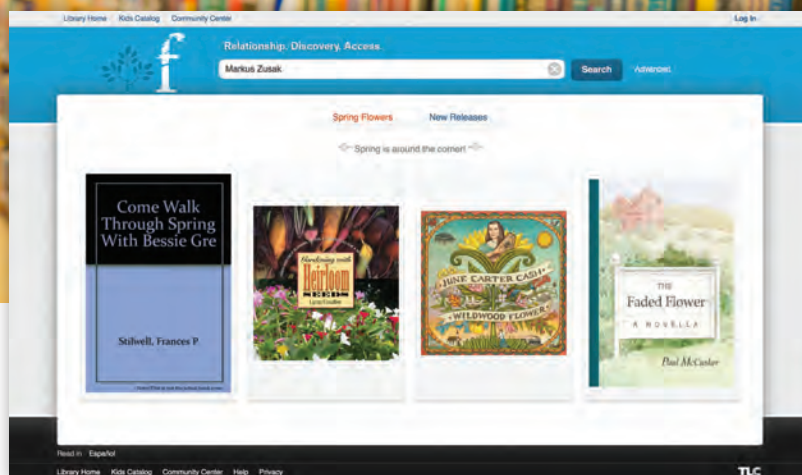 Library Home Kids Catalog Community Center Log In
f
Relationship. Discovery. Access.
Markus Zusak Search Advanced
Spring Flowers New Releases
Spring is around the corner!
Come Walk
Through Spring
With Bessie Gre
Stilwell, Frances P
Gardening with
Heirloom
SEEDS
JUNE CARTER CASH
WILDWOOD FLOWER
THE
Faded Flower
A NOVELLA
Paul McCusker
Read in Español
Library Home Kids Catalog Community Center Help Privacy
TLC